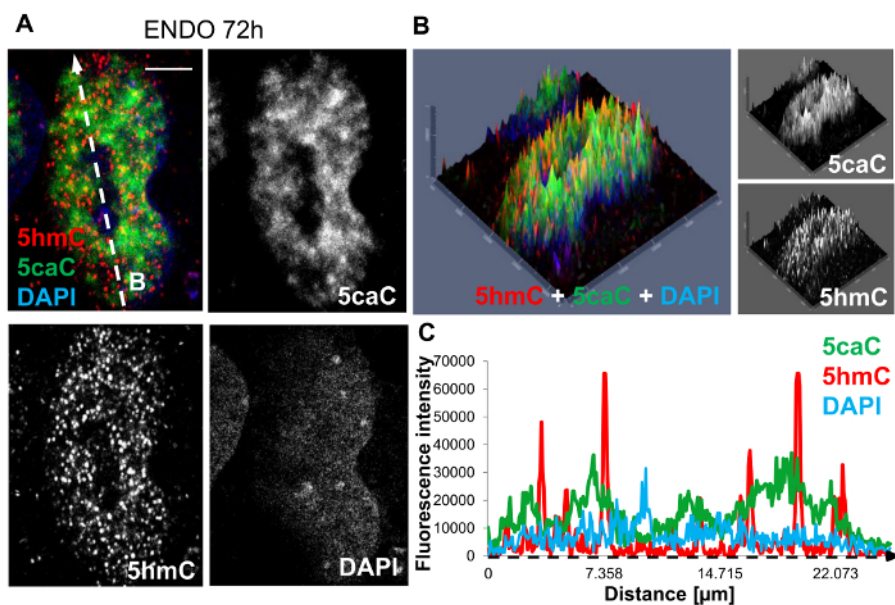 A
ENDO 72h
5hmC
5caC
DAPI
B
5caC
5hmC
DAPI
B
5hmC + 5caC + DAPI
5caC
5hmC
C
5caC
5hmC
DAPI
Fluorescence intensity
70000
60000
50000
40000
30000
20000
10000
0
0 7.358 14.715 22.073
Distance [µm]